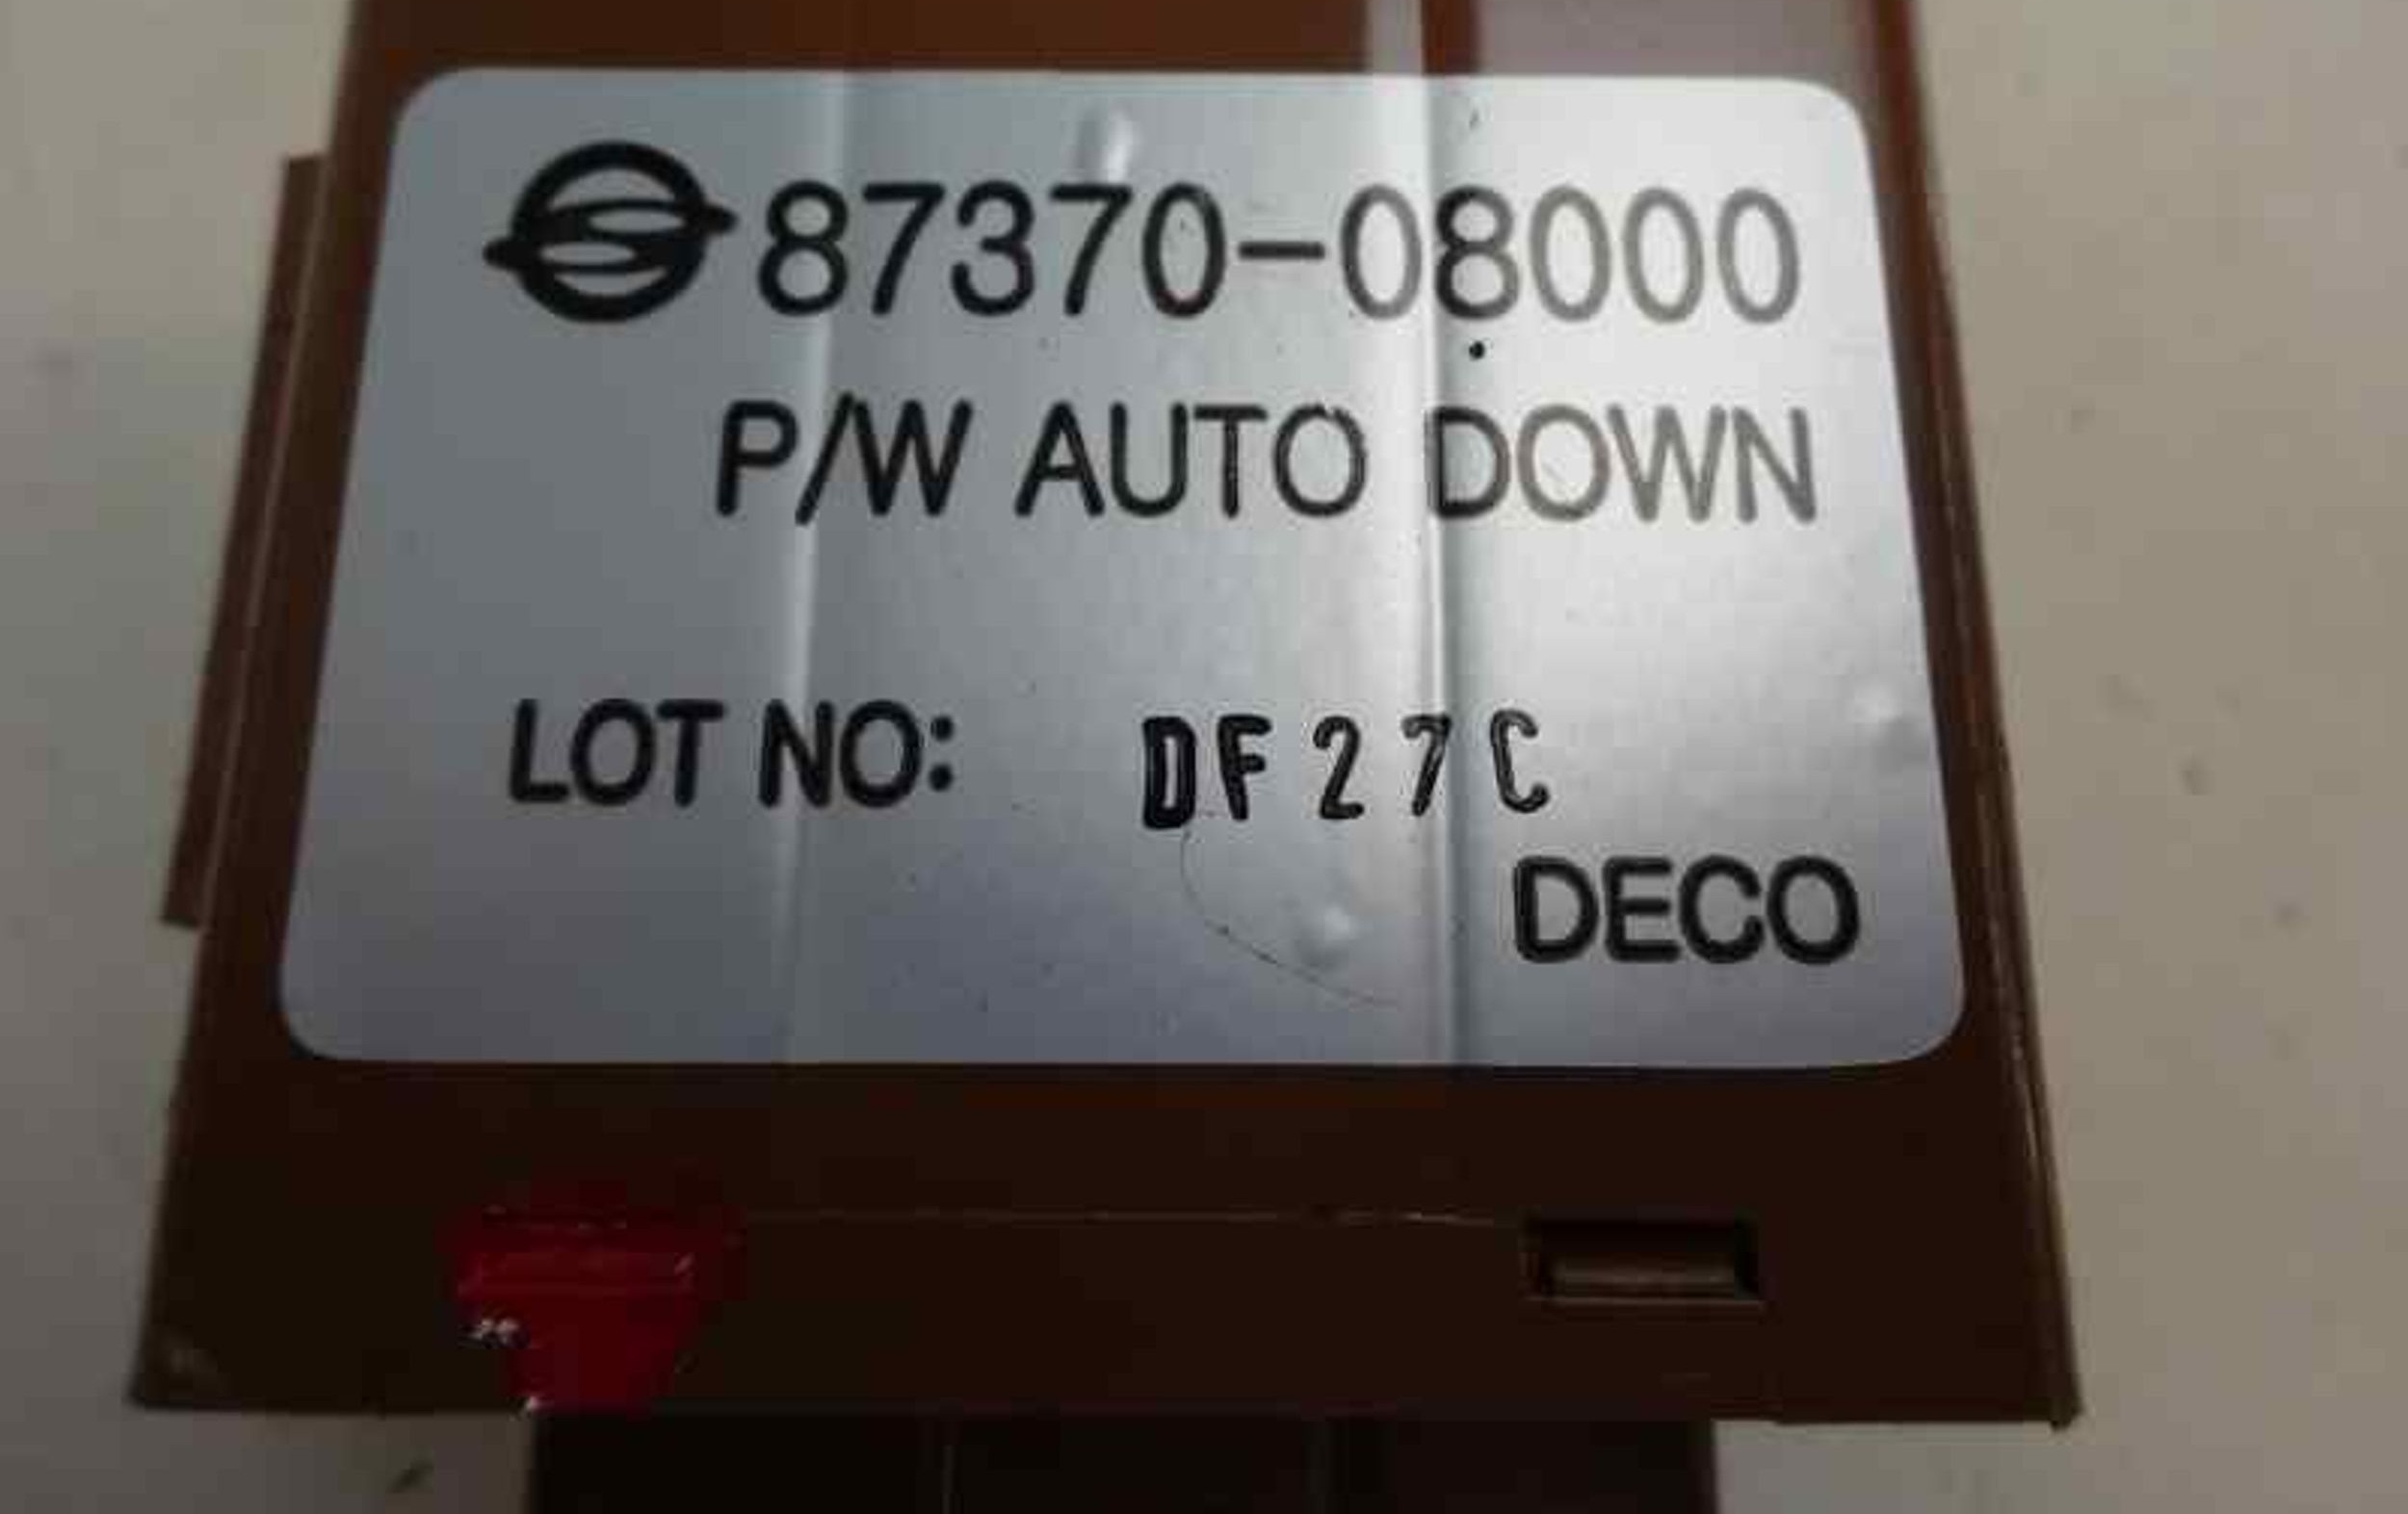 87370-08000
P/W AUTO DOWN
LOT NO: DF27C
DECO